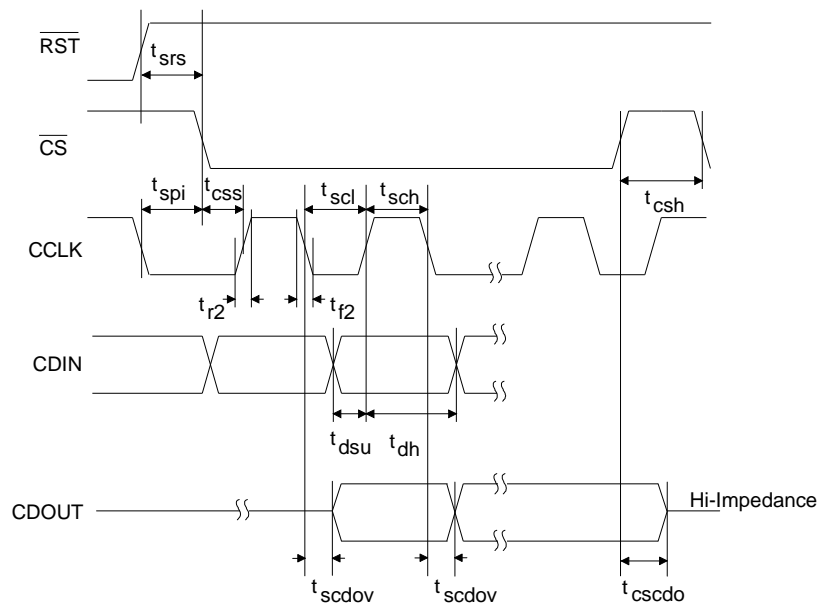 RST
t_srs
CS
t_spi t_css t_scl t_sch t_csh
CCLK
t_r2 t_f2
CDIN
t_dsu t_dh
CDOUT Hi-Impedance
t_scdov t_scdov t_cscdo